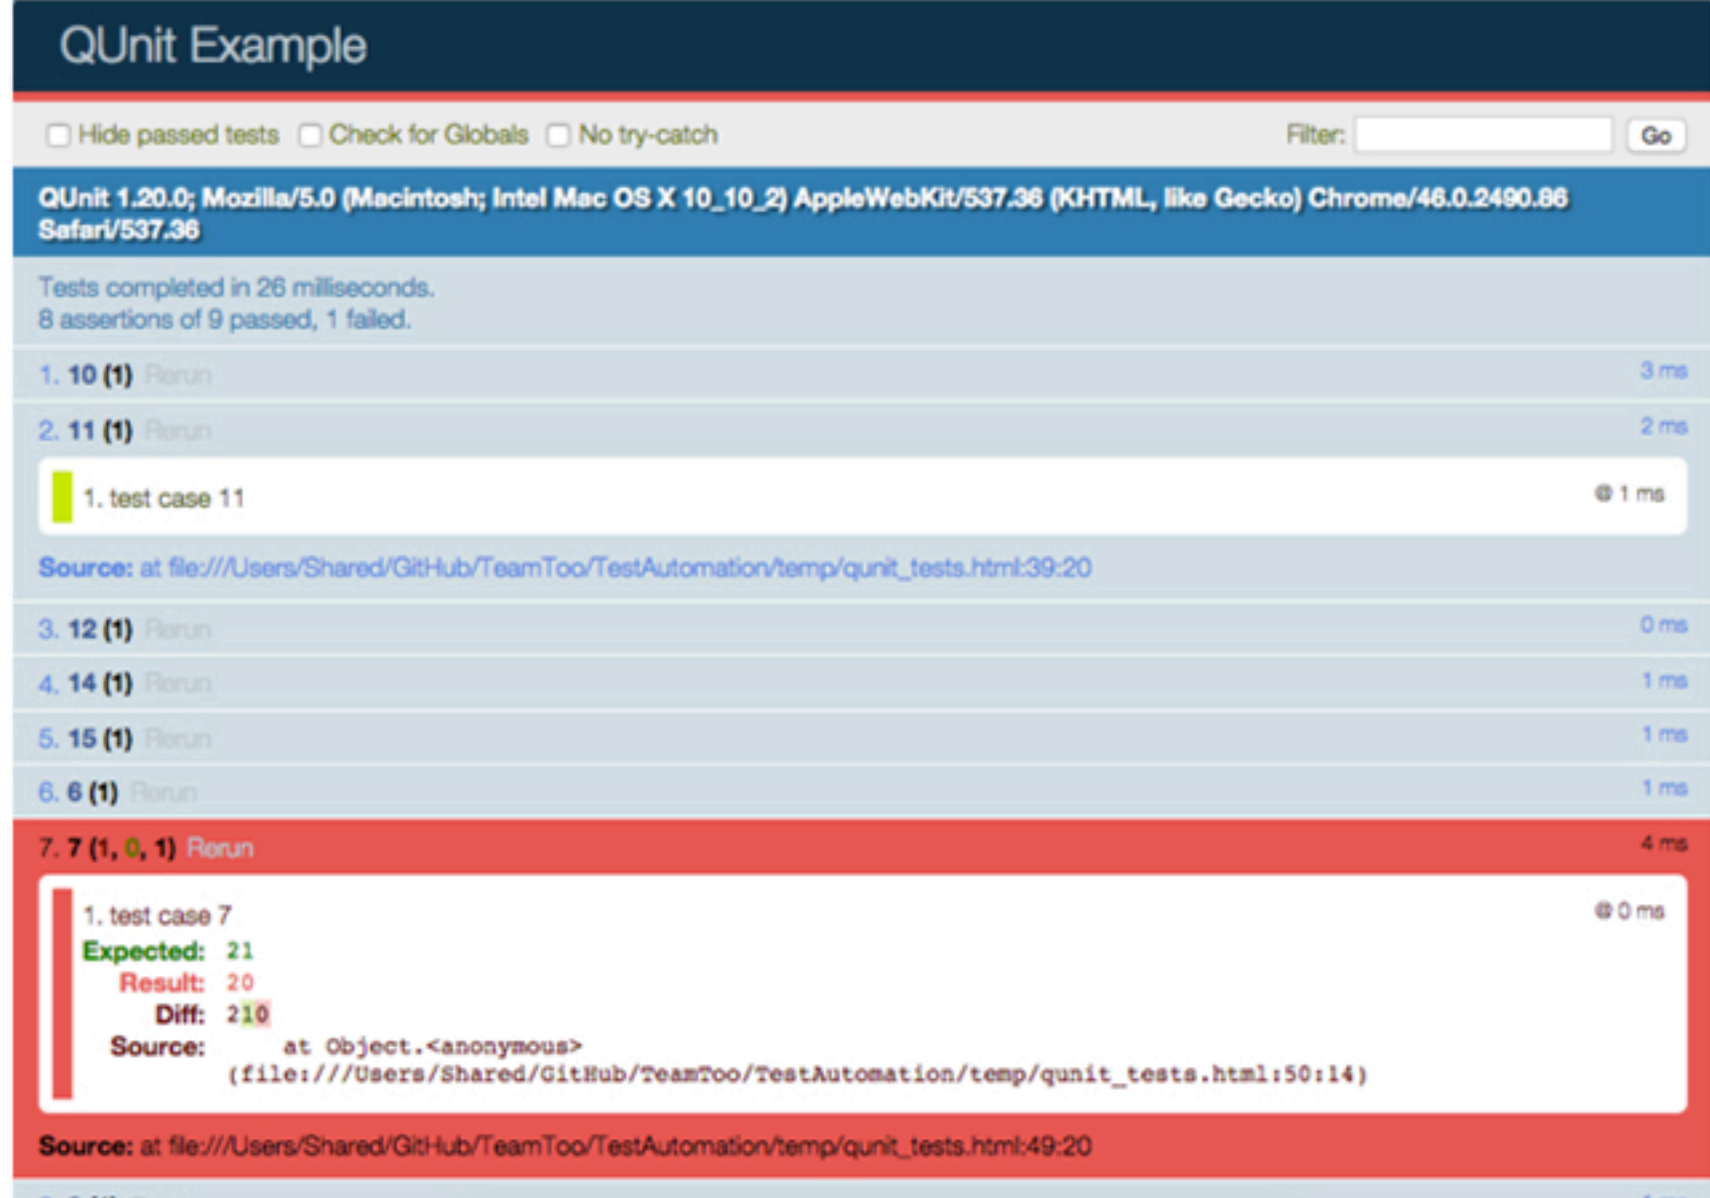 QUnit Example
Hide passed tests Check for Globals No try-catch Filter: Go
QUnit 1.20.0; Mozilla/5.0 (Macintosh; Intel Mac OS X 10_10_2) AppleWebKit/537.36 (KHTML, like Gecko) Chrome/46.0.2490.86
Safari/537.36
Tests completed in 26 milliseconds.
8 assertions of 9 passed, 1 failed.
1. 10 (1) Rerun 3 ms
2. 11 (1) Rerun 2 ms
1. test case 11 @ 1 ms
Source: at file:///Users/Shared/GitHub/TeamToo/TestAutomation/temp/qunit_tests.html:39:20
3. 12 (1) Rerun 0 ms
4. 14 (1) Rerun 1 ms
5. 15 (1) Rerun 1 ms
6. 6 (1) Rerun 1 ms
7. 7 (1, 0, 1) Rerun 4 ms
1. test case 7 @ 0 ms
Expected: 21
Result: 20
Diff: 210
Source: at Object.<anonymous>
(file:///Users/Shared/GitHub/TeamToo/TestAutomation/temp/qunit_tests.html:50:14)
Source: at file:///Users/Shared/GitHub/TeamToo/TestAutomation/temp/qunit_tests.html:49:20